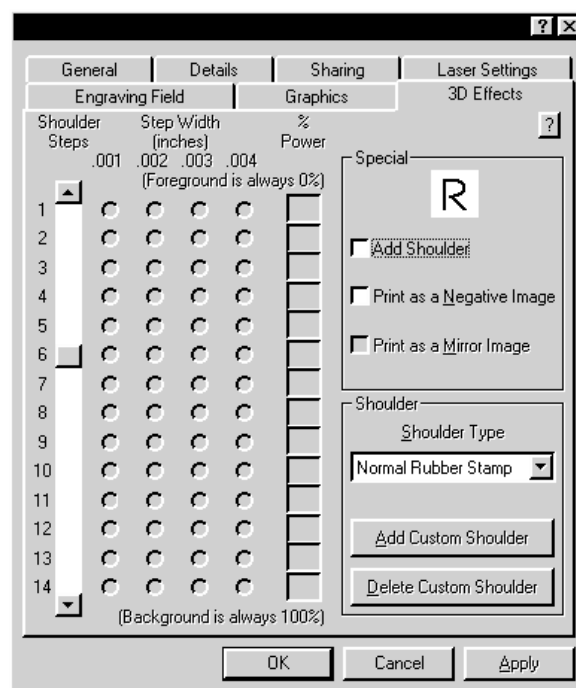 General Details Sharing Laser Settings
Engraving Field Graphics 3D Effects
?
Shoulder Steps
Step Width (inches)
% Power
.001 .002 .003 .004
(Foreground is always 0%)
1
2
3
4
5
6
7
8
9
10
11
12
13
14
(Background is always 100%)
Special
R
Add Shoulder
Print as a Negative Image
Print as a Mirror Image
Shoulder
Shoulder Type
Normal Rubber Stamp
Add Custom Shoulder
Delete Custom Shoulder
OK Cancel Apply